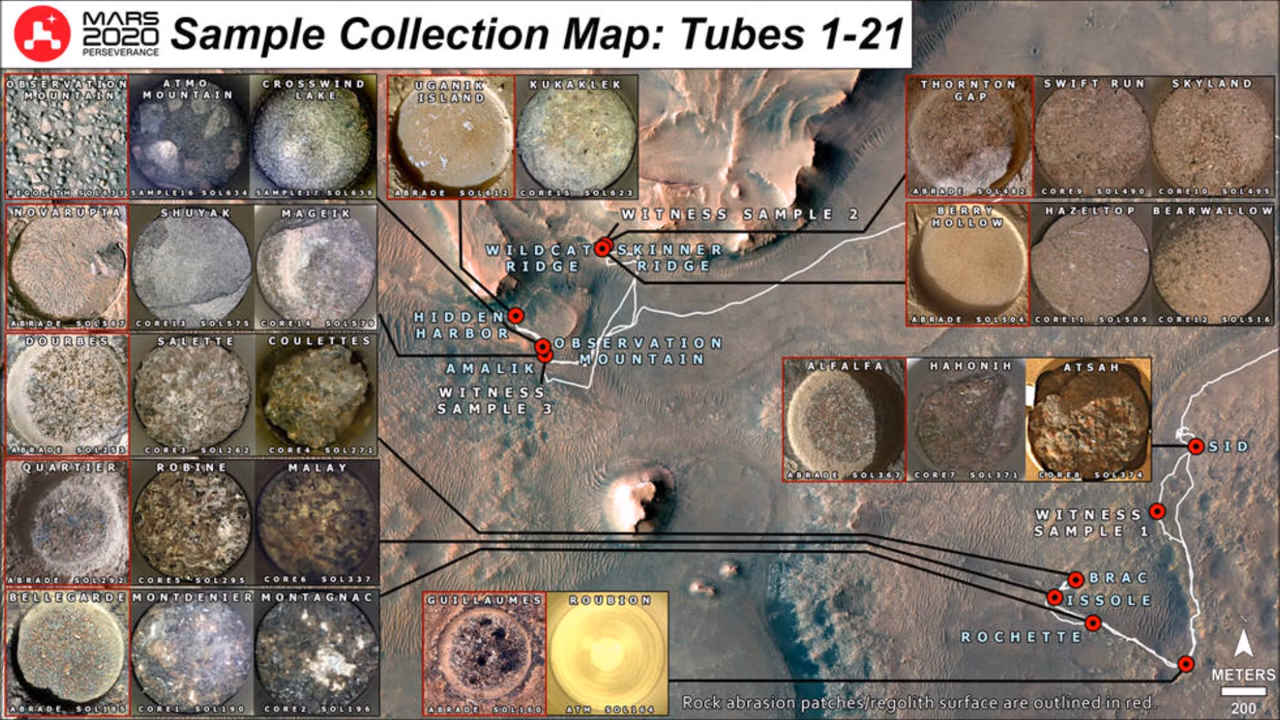 MARS
2020
PERSEVERANCE
Sample Collection Map: Tubes 1-21
OBSERVATION
MOUNTAIN
REGOLITH SOL653
ATMO
MOUNTAIN
SAMPLE16 SOL634
CROSSWIND
LAKE
SAMPLE17 SOL639
UGANIK
ISLAND
ABRADE SOL612
KUKAKLEK
CORE15 SOL623
THORNTON
GAP
ABRADE SOL482
SWIFT RUN
CORE9 SOL490
SKYLAND
CORE10 SOL495
NOVARUPTA
ABRADE SOL567
SHUYAK
CORE13 SOL575
MAGEIK
CORE14 SOL579
BERRY
HOLLOW
ABRADE SOL504
HAZELTOP
CORE11 SOL509
BEARWALLOW
CORE12 SOL516
WITNESS SAMPLE 2
WILDCAT
RIDGE
SKINNER
RIDGE
HIDDEN
HARBOR
OBSERVATION
MOUNTAIN
AMALIK
WITNESS
SAMPLE 3
DOURBES
ABRADE SOL253
SALETTE
CORE3 SOL262
COULETTES
CORE4 SOL271
ALFALFA
ABRADE SOL367
HAHONIH
CORE7 SOL371
ATSAH
CORE8 SOL374
SID
QUARTIER
ABRADE SOL292
ROBINE
CORE5 SOL295
MALAY
CORE6 SOL337
WITNESS
SAMPLE 1
BRAC
ISSOLE
ROCHETTE
BELLEGARDE
ABRADE SOL185
MONTDENIER
CORE1 SOL190
MONTAGNAC
CORE2 SOL196
GUILLAUMES
ABRADE SOL160
ROUBION
ATM SOL164
N
METERS
200
Rock abrasion patches/regolith surface are outlined in red.